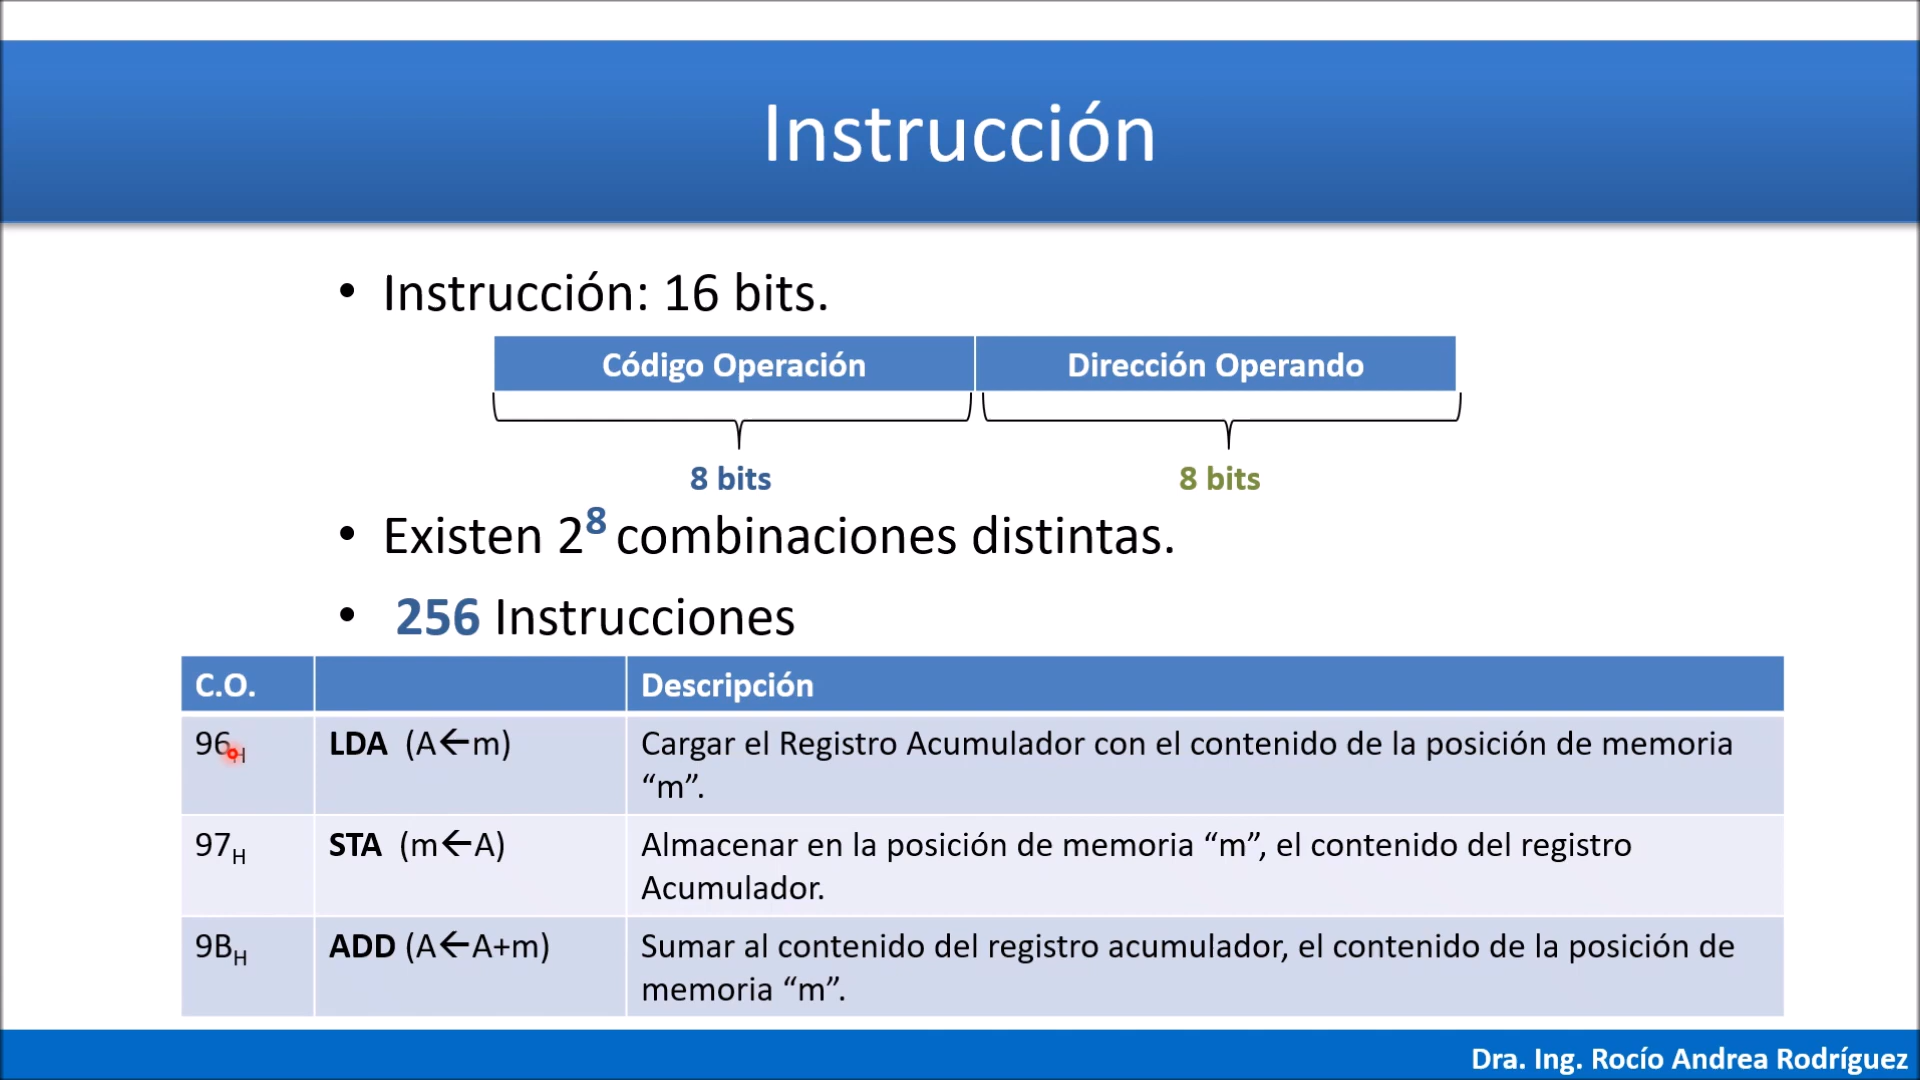 Instrucción
• Instrucción: 16 bits.
Código Operación Dirección Operando
8 bits 8 bits
• Existen 2⁸ combinaciones distintas.
• 256 Instrucciones
C.O. Descripción
96H LDA (A←m) Cargar el Registro Acumulador con el contenido de la posición de memoria
“m”.
97H STA (m←A) Almacenar en la posición de memoria “m”, el contenido del registro
Acumulador.
9BH ADD (A←A+m) Sumar al contenido del registro acumulador, el contenido de la posición de
memoria “m”.
Dra. Ing. Rocío Andrea Rodríguez